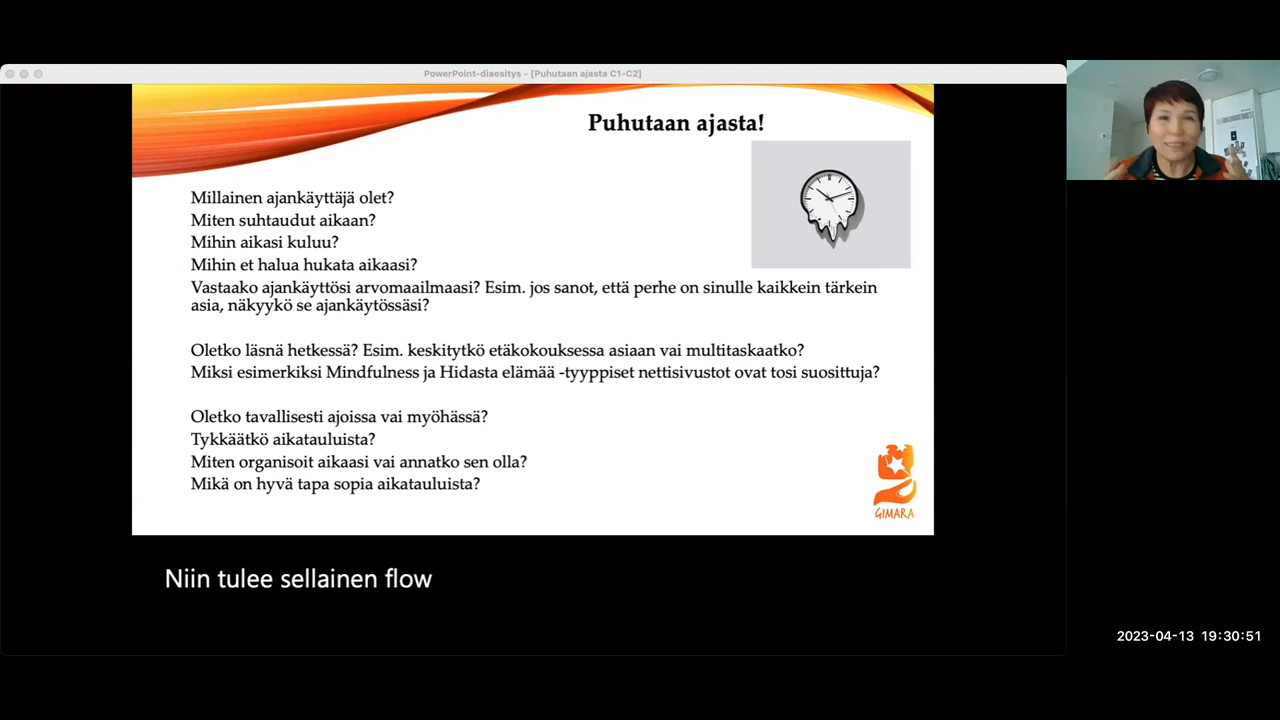 PowerPoint-diaesitys - [Puhutaan ajasta C1-C2]
Puhutaan ajasta!
Millainen ajankäyttäjä olet?
Miten suhtaudut aikaan?
Mihin aikasi kuluu?
Mihin et halua hukata aikaasi?
Vastaako ajankäyttösi arvomaailmaasi? Esim. jos sanot, että perhe on sinulle kaikkein tärkein
asia, näkyykö se ajankäytössäsi?
Oletko läsnä hetkessä? Esim. keskitytkö etäkokouksessa asiaan vai multitaskaatko?
Miksi esimerkiksi Mindfulness ja Hidasta elämää -tyyppiset nettisivustot ovat tosi suosittuja?
Oletko tavallisesti ajoissa vai myöhässä?
Tykkäätkö aikatauluista?
Miten organisoit aikaasi vai annatko sen olla?
Mikä on hyvä tapa sopia aikatauluista?
GIMARA
Niin tulee sellainen flow
2023-04-13 19:30:51